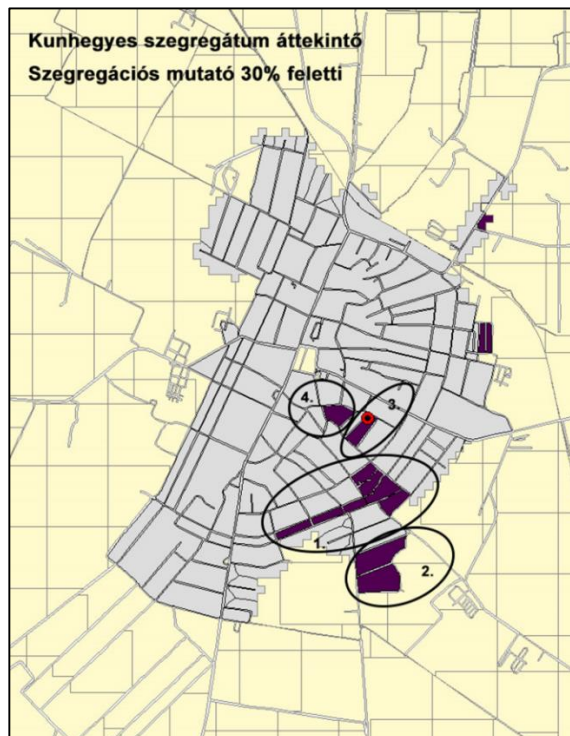 Kunhegyes szegregátum áttekintő
Szegregációs mutató 30% feletti
4.
3.
1.
2.